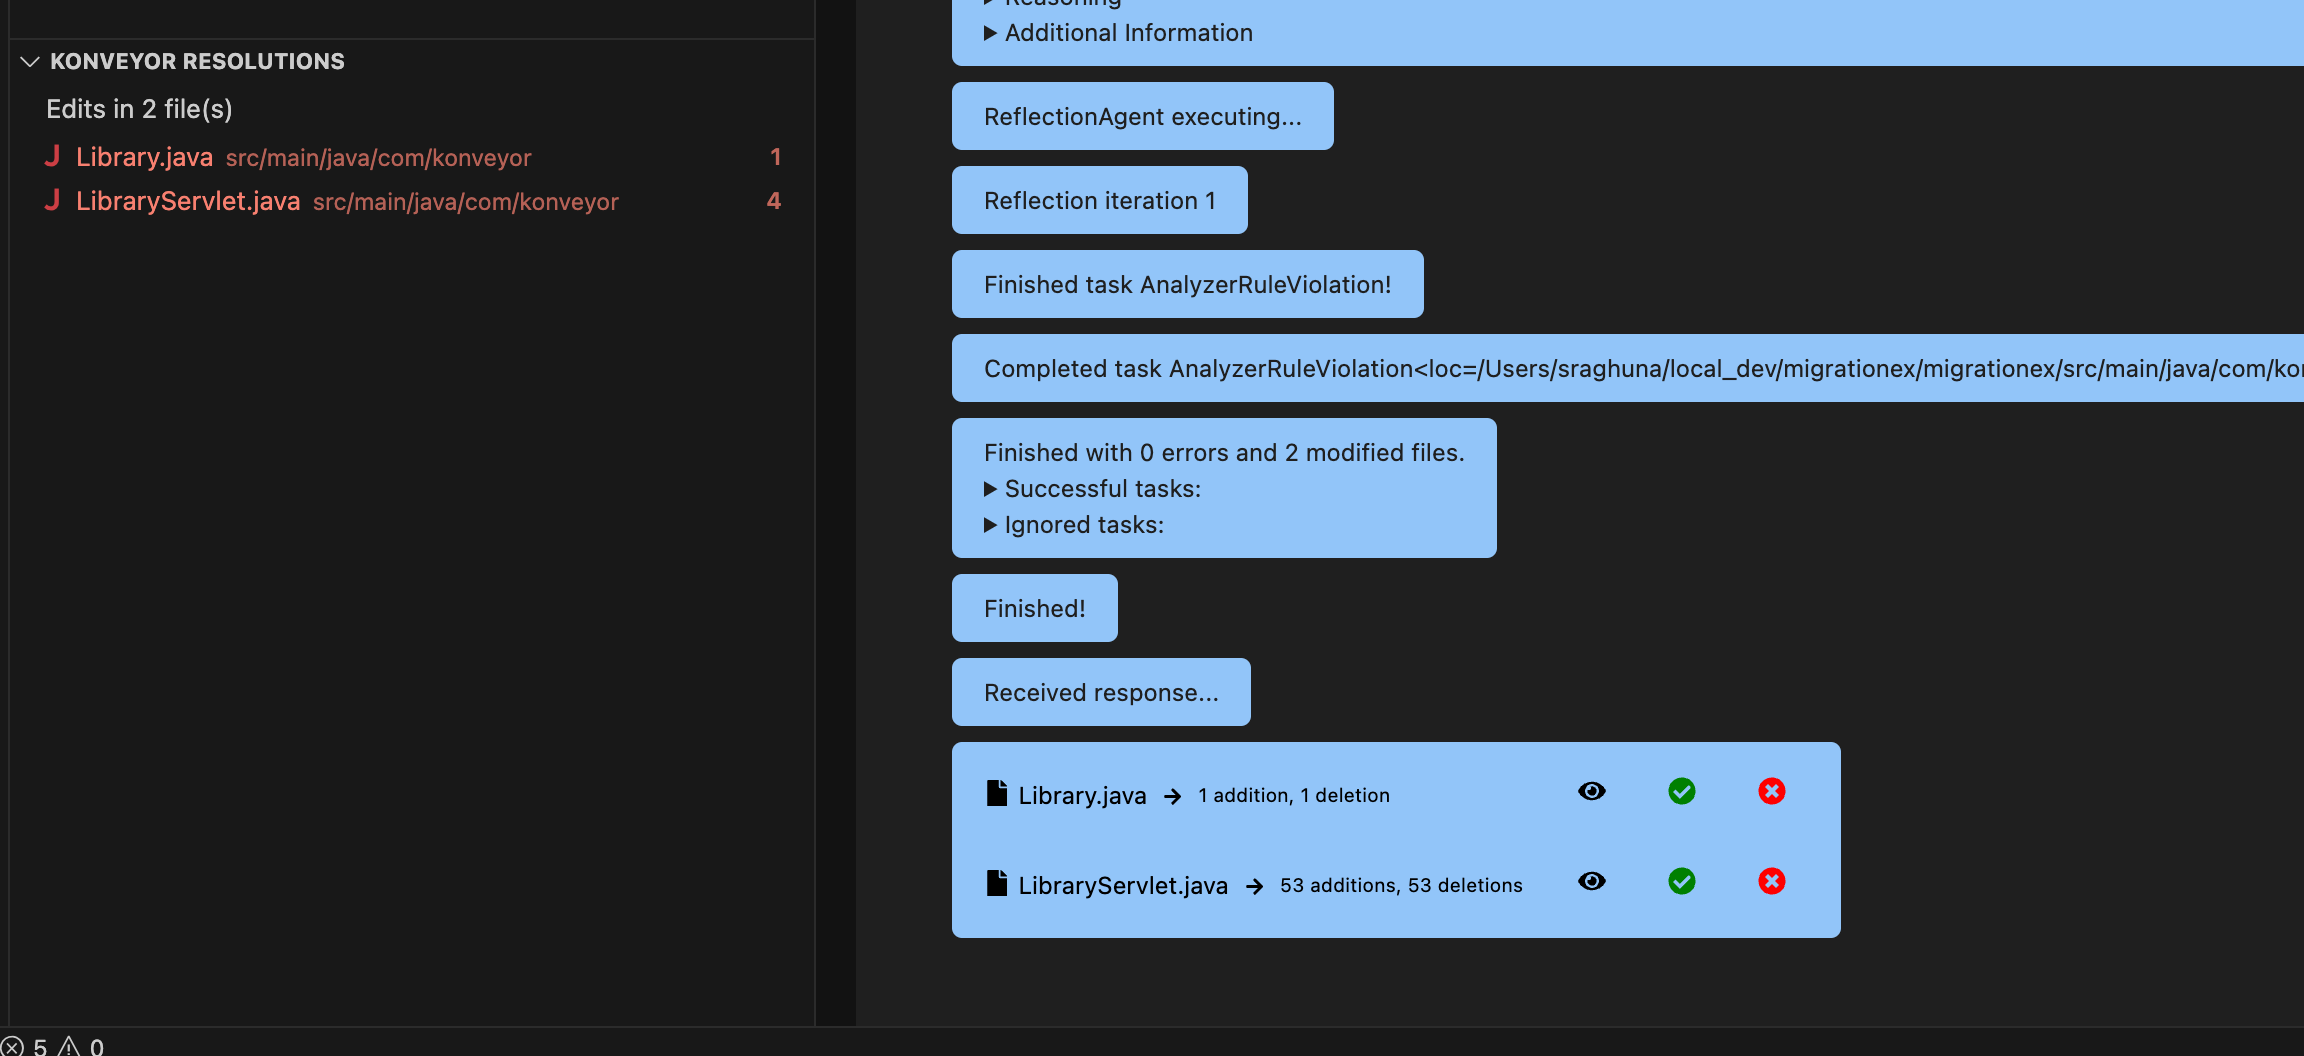 KONVEYOR RESOLUTIONS
Edits in 2 file(s)
J Library.java src/main/java/com/konveyor 1
J LibraryServlet.java src/main/java/com/konveyor 4
5 0
Reasoning
Additional Information
ReflectionAgent executing...
Reflection iteration 1
Finished task AnalyzerRuleViolation!
Completed task AnalyzerRuleViolation<loc=/Users/sraghuna/local_dev/migrationex/migrationex/src/main/java/com/kon
Finished with 0 errors and 2 modified files.
Successful tasks:
Ignored tasks:
Finished!
Received response...
Library.java → 1 addition, 1 deletion
LibraryServlet.java → 53 additions, 53 deletions